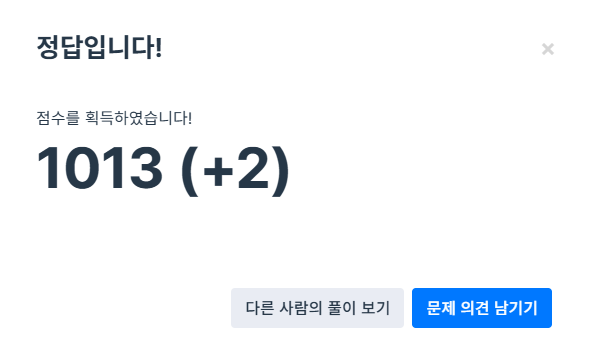 정답입니다!
점수를 획득하였습니다!
1013 (+2)
다른 사람의 풀이 보기
문제 의견 남기기